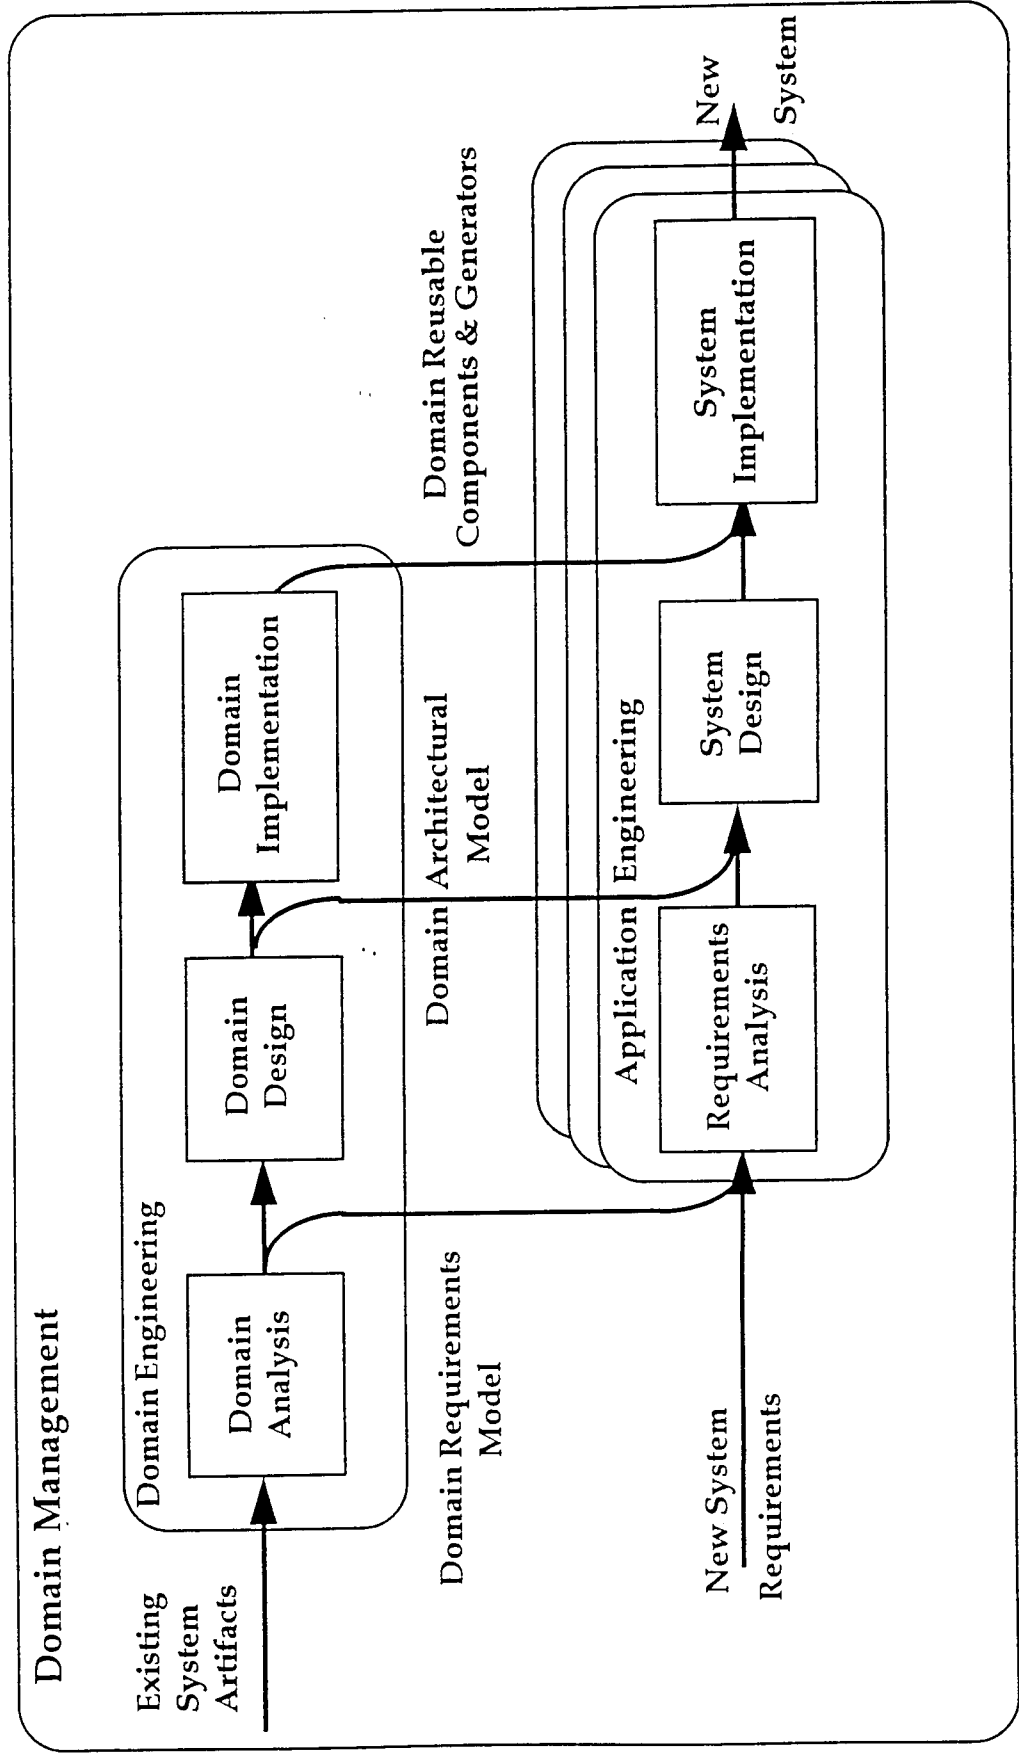 Domain Management
Domain Engineering
Existing
System
Artifacts
Domain
Analysis
Domain
Design
Domain
Implementation
Domain Requirements
Model
Domain Architectural
Model
Domain Reusable
Components & Generators
Application Engineering
New System
Requirements
Requirements
Analysis
System
Design
System
Implementation
New
System